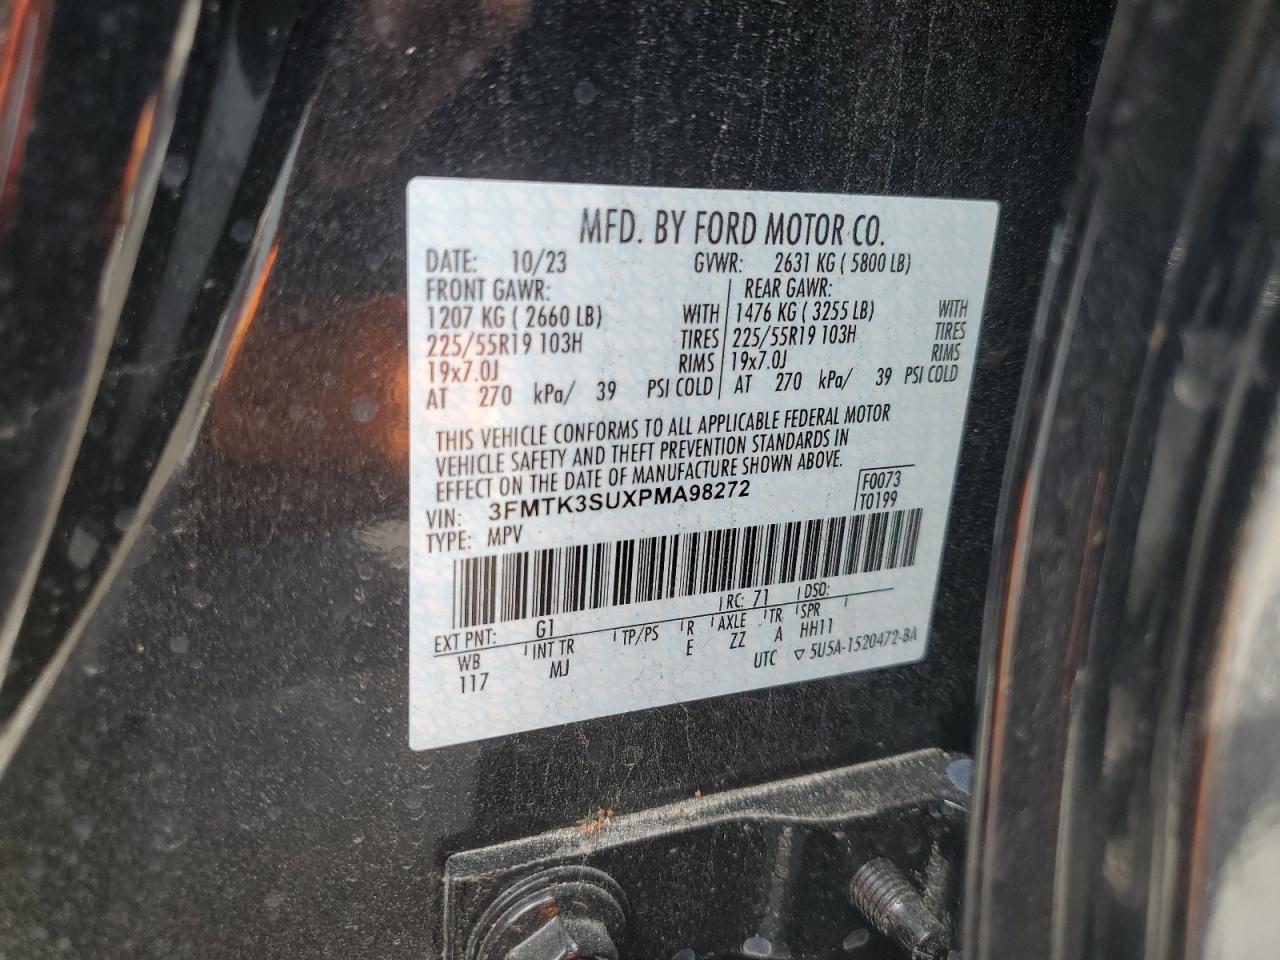 MFD. BY FORD MOTOR CO.
DATE: 10/23 GVWR: 2631 KG ( 5800 LB)
FRONT GAWR: REAR GAWR:
1207 KG ( 2660 LB) WITH 1476 KG ( 3255 LB) WITH
225/55R19 103H TIRES 225/55R19 103H TIRES
19x7.0J RIMS 19x7.0J RIMS
AT 270 kPa/ 39 PSI COLD AT 270 kPa/ 39 PSI COLD
THIS VEHICLE CONFORMS TO ALL APPLICABLE FEDERAL MOTOR
VEHICLE SAFETY AND THEFT PREVENTION STANDARDS IN
EFFECT ON THE DATE OF MANUFACTURE SHOWN ABOVE.
F0073
VIN: 3FMTK3SUXPMA98272 T0199
TYPE: MPV
RC: 71 DSO:
EXT PNT: G1
WB INT TR TP/PS R AXLE TR SPR
117 MJ E ZZ A HH11
UTC ▽ 5U5A-1520472-BA